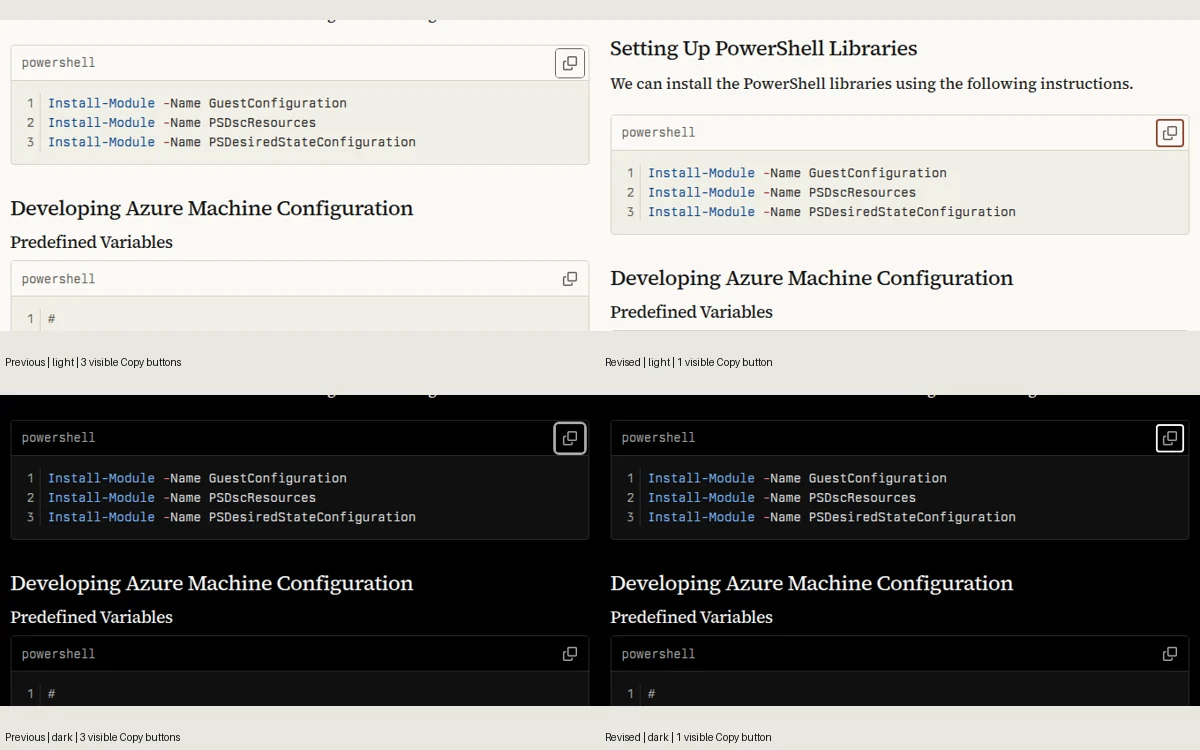 powershell
1 Install-Module -Name GuestConfiguration
2 Install-Module -Name PSDscResources
3 Install-Module -Name PSDesiredStateConfiguration
Developing Azure Machine Configuration
Predefined Variables
powershell
1 #
Previous | light | 3 visible Copy buttons
Setting Up PowerShell Libraries
We can install the PowerShell libraries using the following instructions.
powershell
1 Install-Module -Name GuestConfiguration
2 Install-Module -Name PSDscResources
3 Install-Module -Name PSDesiredStateConfiguration
Developing Azure Machine Configuration
Predefined Variables
Revised | light | 1 visible Copy button
powershell
1 Install-Module -Name GuestConfiguration
2 Install-Module -Name PSDscResources
3 Install-Module -Name PSDesiredStateConfiguration
Developing Azure Machine Configuration
Predefined Variables
powershell
1 #
Previous | dark | 3 visible Copy buttons
powershell
1 Install-Module -Name GuestConfiguration
2 Install-Module -Name PSDscResources
3 Install-Module -Name PSDesiredStateConfiguration
Developing Azure Machine Configuration
Predefined Variables
powershell
1 #
Revised | dark | 1 visible Copy button